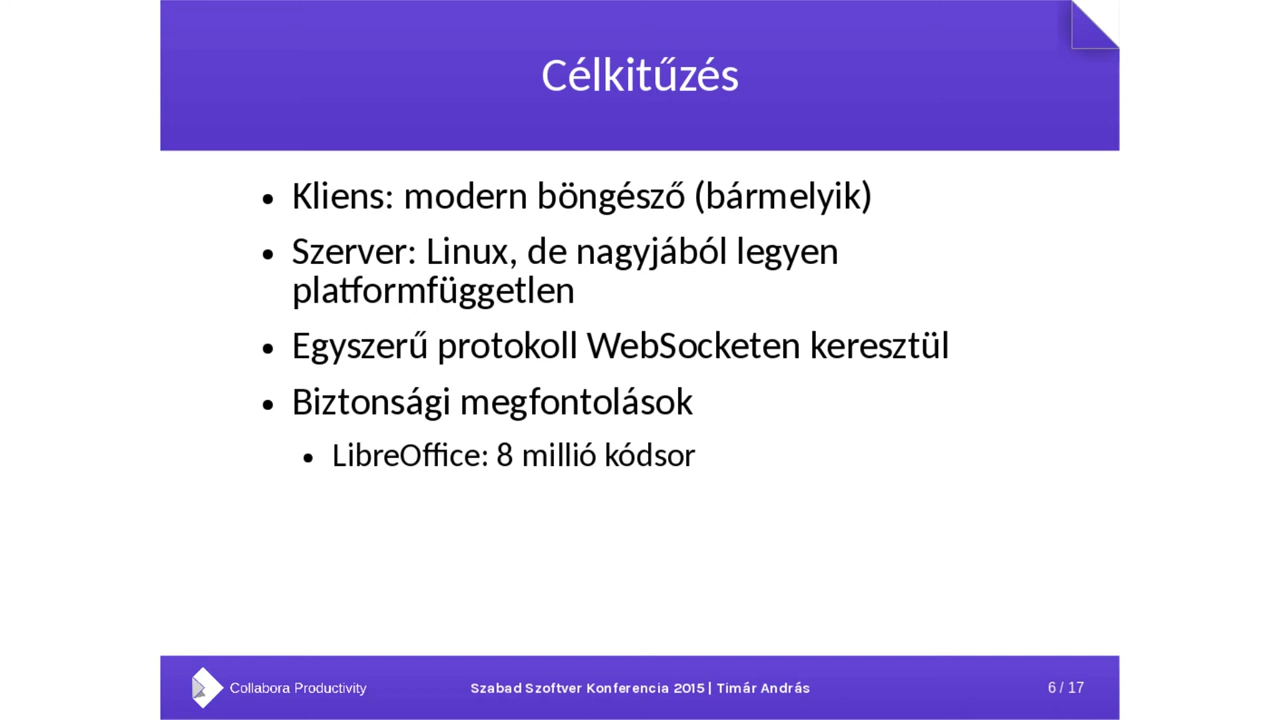 Célkitűzés
• Kliens: modern böngésző (bármelyik)
• Szerver: Linux, de nagyjából legyen
platformfüggetlen
• Egyszerű protokoll WebSocketen keresztül
• Biztonsági megfontolások
• LibreOffice: 8 millió kódsor
Collabora Productivity
Szabad Szoftver Konferencia 2015 | Timár András
6 / 17